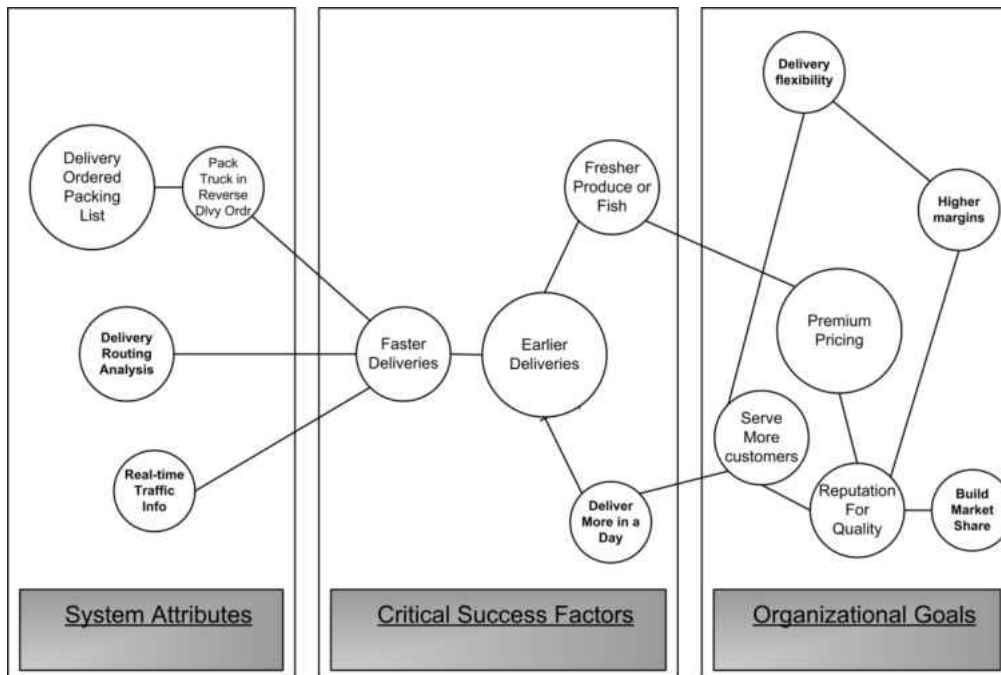 Delivery
Ordered
Packing
List
Pack
Truck in
Reverse
Dlvy Ordr
Delivery
Routing
Analysis
Real-time
Traffic
Info
System Attributes
Faster
Deliveries
Earlier
Deliveries
Fresher
Produce or
Fish
Deliver
More in a
Day
Critical Success Factors
Delivery
flexibility
Higher
margins
Premium
Pricing
Serve
More
customers
Reputation
For
Quality
Build
Market
Share
Organizational Goals